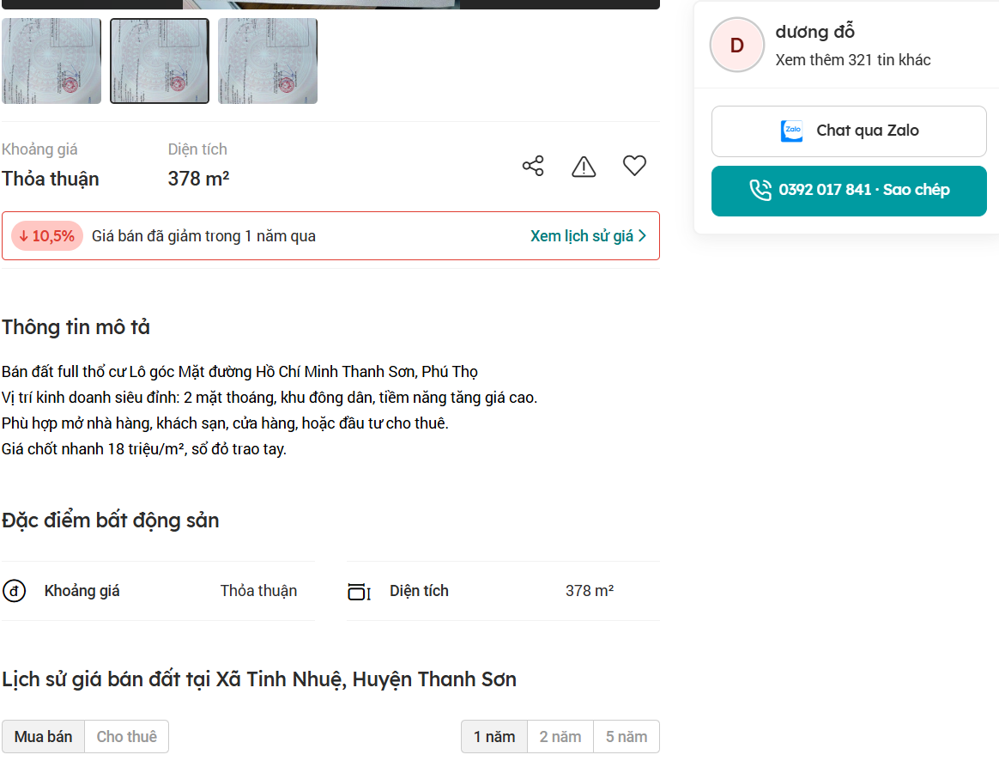 dương đỗ
Xem thêm 321 tin khác
D
Zalo
Chat qua Zalo
0392 017 841 · Sao chép
Khoảng giá
Diện tích
Thỏa thuận
378 m²
10,5%
Giá bán đã giảm trong 1 năm qua
Xem lịch sử giá
Thông tin mô tả
Bán đất full thổ cư Lô góc Mặt đường Hồ Chí Minh Thanh Sơn, Phú Thọ
Vị trí kinh doanh siêu đỉnh: 2 mặt thoáng, khu đông dân, tiềm năng tăng giá cao.
Phù hợp mở nhà hàng, khách sạn, cửa hàng, hoặc đầu tư cho thuê.
Giá chốt nhanh 18 triệu/m², sổ đỏ trao tay.
Đặc điểm bất động sản
đ
Khoảng giá
Thỏa thuận
Diện tích
378 m²
Lịch sử giá bán đất tại Xã Tinh Nhuệ, Huyện Thanh Sơn
Mua bán
Cho thuê
1 năm
2 năm
5 năm